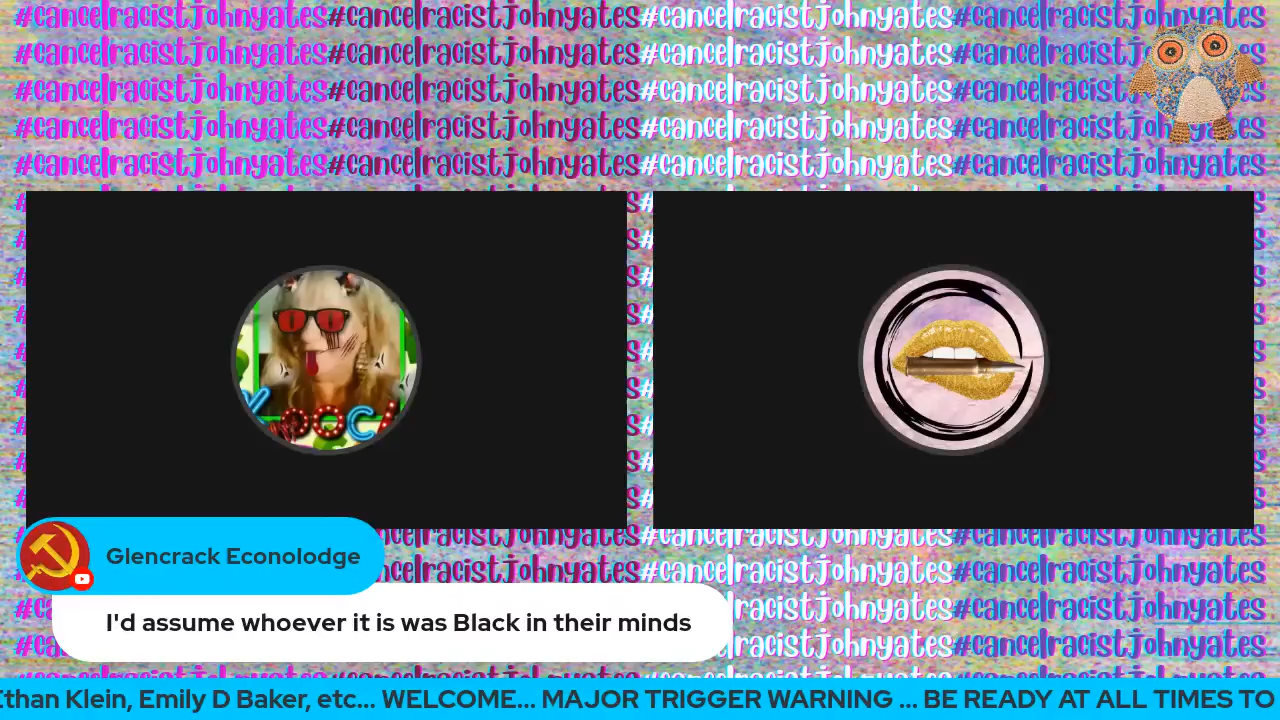 #cancelracistjohnyates#cancelracistjohnyates#cancelracistjohnyates#cancelracistjohnyates
#cancelracistjohnyates#cancelracistjohnyates#cancelracistjohnyates#cancelracistjohnyates
#cancelracistjohnyates#cancelracistjohnyates#cancelracistjohnyates#cancelracistjohnyates
#cancelracistjohnyates#cancelracistjohnyates#cancelracistjohnyates#cancelracistjohnyates
#cancelracistjohnyates#cancelracistjohnyates#cancelracistjohnyates#cancelracistjohnyates
Glencrack Econolodge
I'd assume whoever it is was Black in their minds
#cancelracistjohnyates#cancelracistjohnyates
Ethan Klein, Emily D Baker, etc... WELCOME... MAJOR TRIGGER WARNING ... BE READY AT ALL TIMES TO